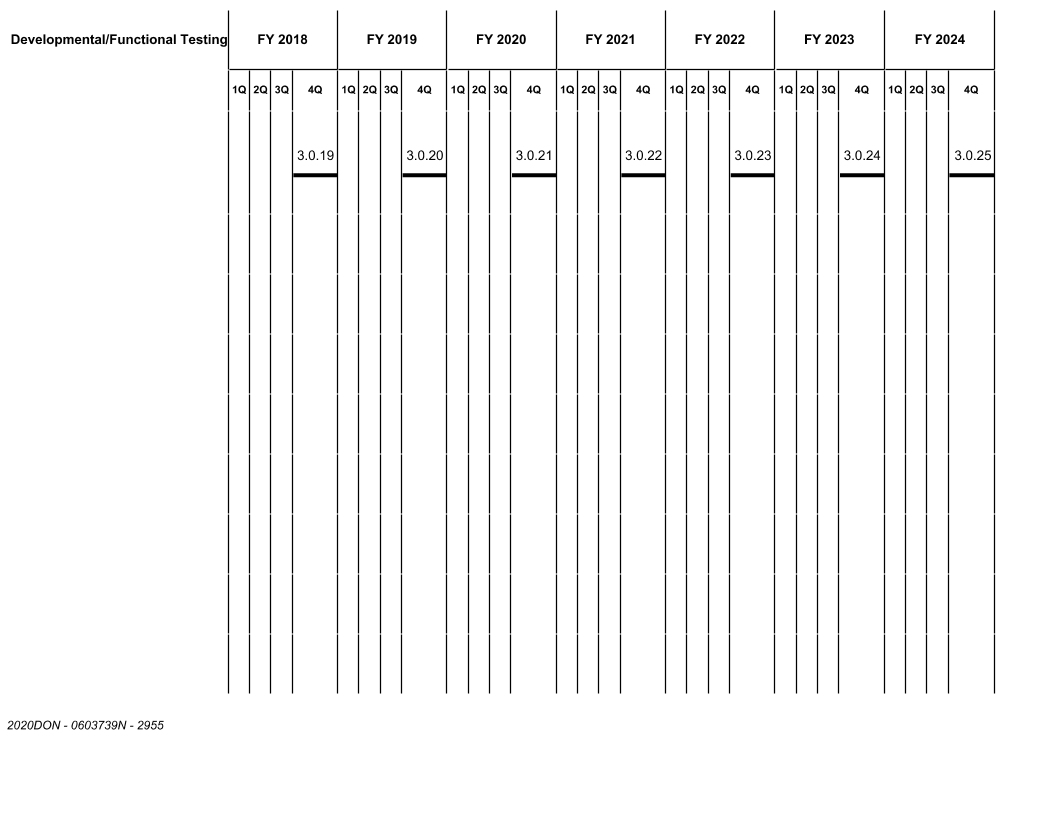 Developmental/Functional Testing FY 2018 FY 2019 FY 2020 FY 2021 FY 2022 FY 2023 FY 2024
1Q 2Q 3Q 4Q 1Q 2Q 3Q 4Q 1Q 2Q 3Q 4Q 1Q 2Q 3Q 4Q 1Q 2Q 3Q 4Q 1Q 2Q 3Q 4Q 1Q 2Q 3Q 4Q
3.0.19 3.0.20 3.0.21 3.0.22 3.0.23 3.0.24 3.0.25
2020DON - 0603739N - 2955